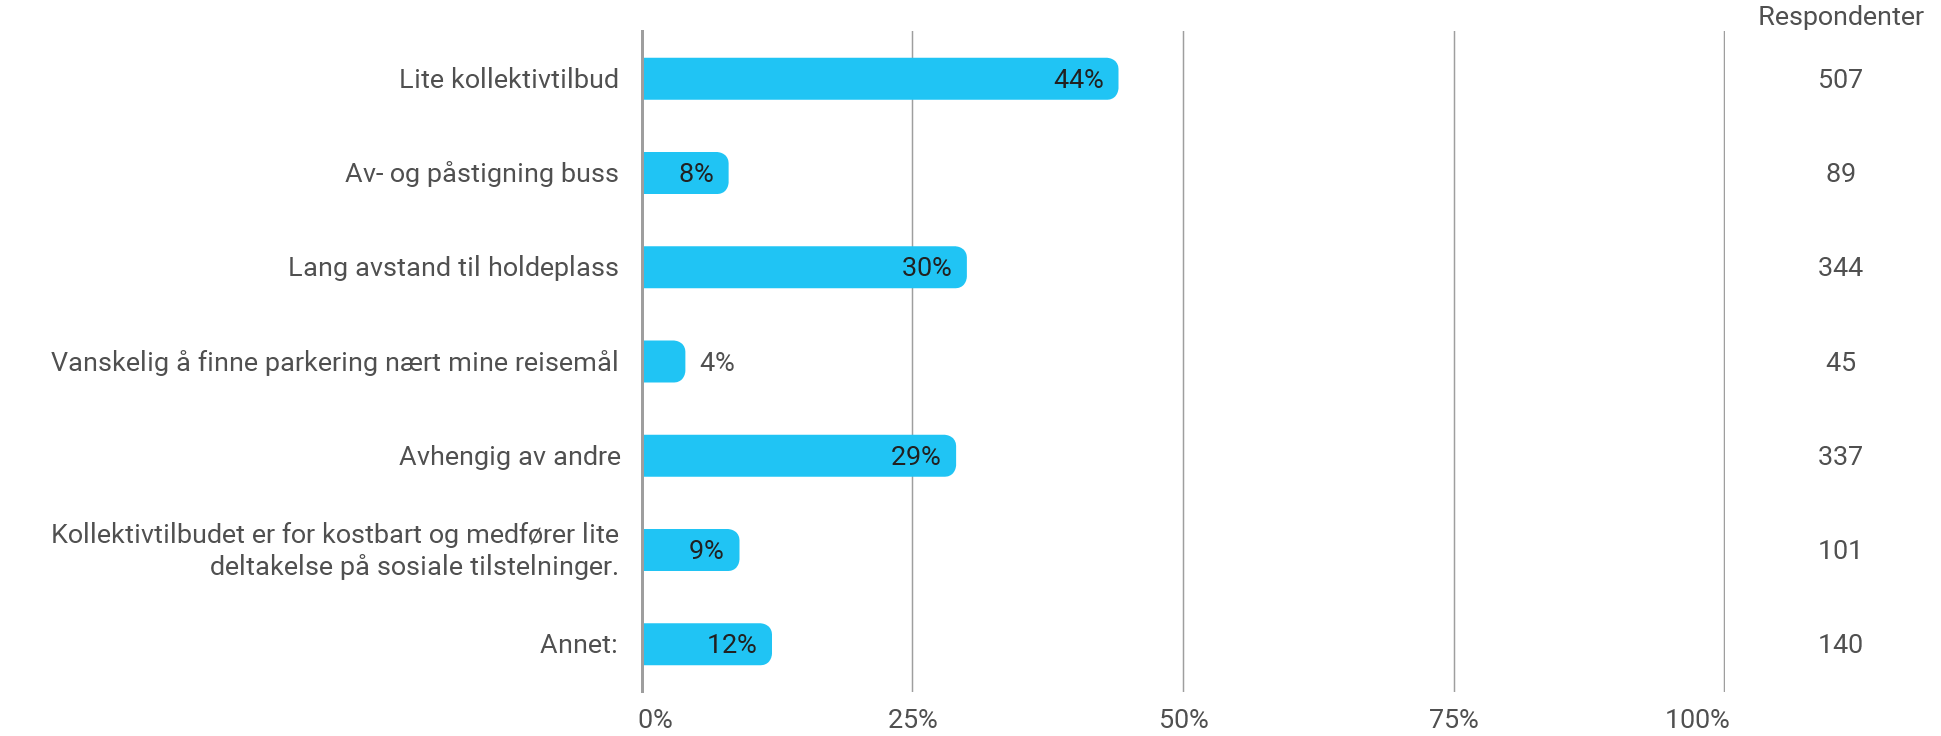 Respondenter
Lite kollektivtilbud 44% 507
Av- og påstigning buss 8% 89
Lang avstand til holdeplass 30% 344
Vanskelig å finne parkering nært mine reisemål 4% 45
Avhengig av andre 29% 337
Kollektivtilbudet er for kostbart og medfører lite
deltakelse på sosiale tilstelninger. 9% 101
Annet: 12% 140
0% 25% 50% 75% 100%